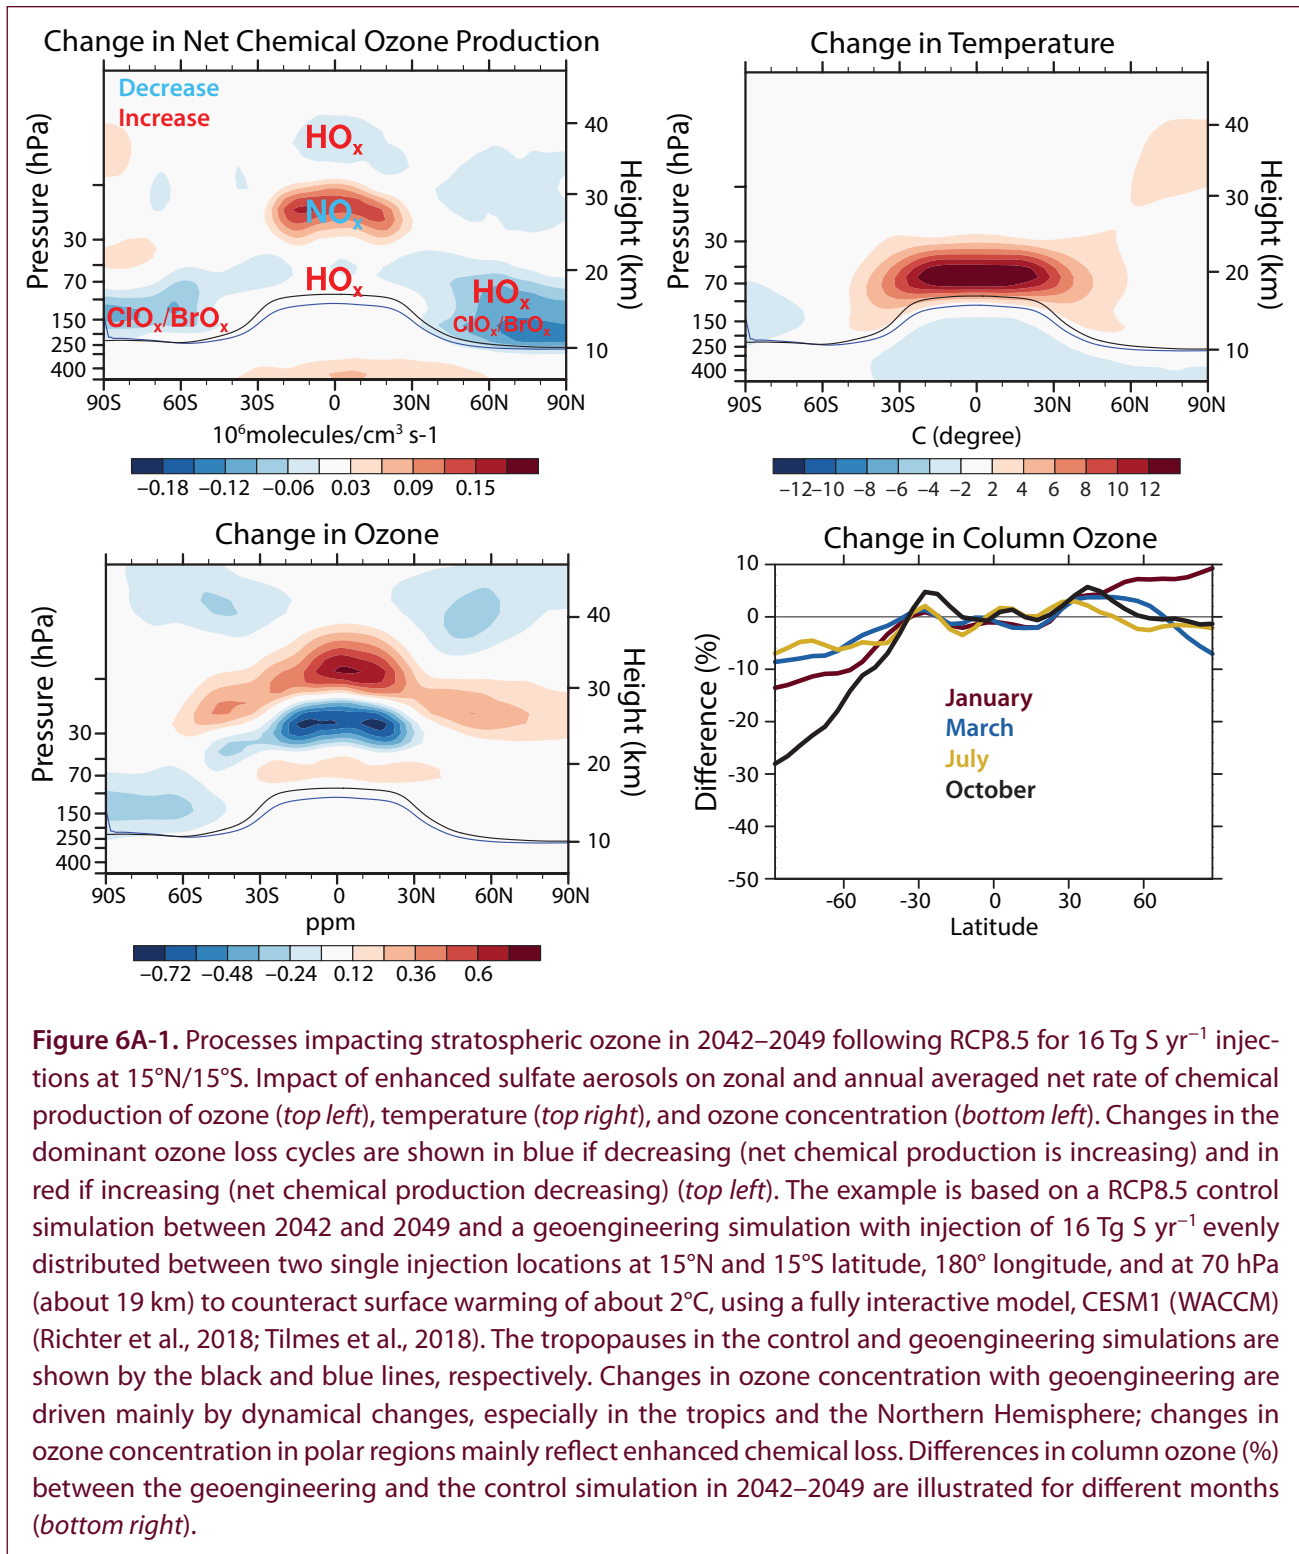 Change in Net Chemical Ozone Production
Decrease
Increase
HOx
NOx
HOx
HOx
ClOx/BrOx
ClOx/BrOx
Pressure (hPa)
30
70
150
250
400
Height (km)
40
30
20
10
90S 60S 30S 0 30N 60N 90N
10⁶molecules/cm³ s-1
−0.18 −0.12 −0.06 0.03 0.09 0.15
Change in Temperature
Pressure (hPa)
30
70
150
250
400
Height (km)
40
30
20
10
90S 60S 30S 0 30N 60N 90N
C (degree)
−12 −10 −8 −6 −4 −2 2 4 6 8 10 12
Change in Ozone
Pressure (hPa)
30
70
150
250
400
Height (km)
40
30
20
10
90S 60S 30S 0 30N 60N 90N
ppm
−0.72 −0.48 −0.24 0.12 0.36 0.6
Change in Column Ozone
Difference (%)
10
0
-10
-20
-30
-40
-50
January
March
July
October
-60 -30 0 30 60
Latitude
Figure 6A-1. Processes impacting stratospheric ozone in 2042–2049 following RCP8.5 for 16 Tg S yr⁻¹ injec-
tions at 15°N/15°S. Impact of enhanced sulfate aerosols on zonal and annual averaged net rate of chemical
production of ozone (top left), temperature (top right), and ozone concentration (bottom left). Changes in the
dominant ozone loss cycles are shown in blue if decreasing (net chemical production is increasing) and in
red if increasing (net chemical production decreasing) (top left). The example is based on a RCP8.5 control
simulation between 2042 and 2049 and a geoengineering simulation with injection of 16 Tg S yr⁻¹ evenly
distributed between two single injection locations at 15°N and 15°S latitude, 180° longitude, and at 70 hPa
(about 19 km) to counteract surface warming of about 2°C, using a fully interactive model, CESM1 (WACCM)
(Richter et al., 2018; Tilmes et al., 2018). The tropopauses in the control and geoengineering simulations are
shown by the black and blue lines, respectively. Changes in ozone concentration with geoengineering are
driven mainly by dynamical changes, especially in the tropics and the Northern Hemisphere; changes in
ozone concentration in polar regions mainly reflect enhanced chemical loss. Differences in column ozone (%)
between the geoengineering and the control simulation in 2042–2049 are illustrated for different months
(bottom right).